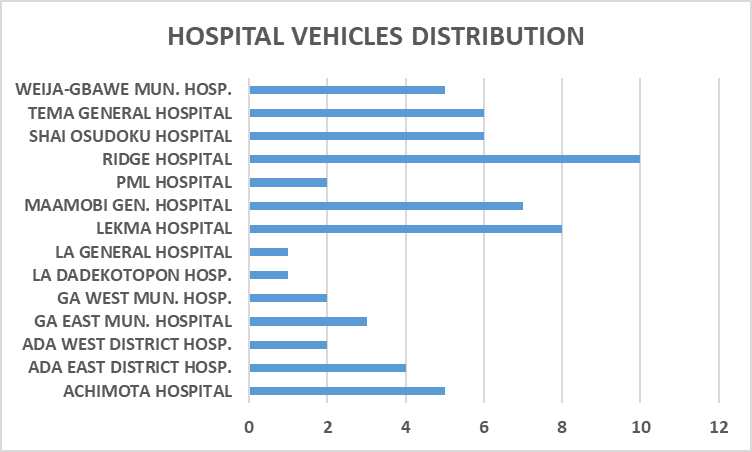 HOSPITAL VEHICLES DISTRIBUTION
WEIJA-GBAWE MUN. HOSP.
TEMA GENERAL HOSPITAL
SHAI OSUDOKU HOSPITAL
RIDGE HOSPITAL
PML HOSPITAL
MAAMOBI GEN. HOSPITAL
LEKMA HOSPITAL
LA GENERAL HOSPITAL
LA DADEKOTOPON HOSP.
GA WEST MUN. HOSP.
GA EAST MUN. HOSPITAL
ADA WEST DISTRICT HOSP.
ADA EAST DISTRICT HOSP.
ACHIMOTA HOSPITAL
0 2 4 6 8 10 12